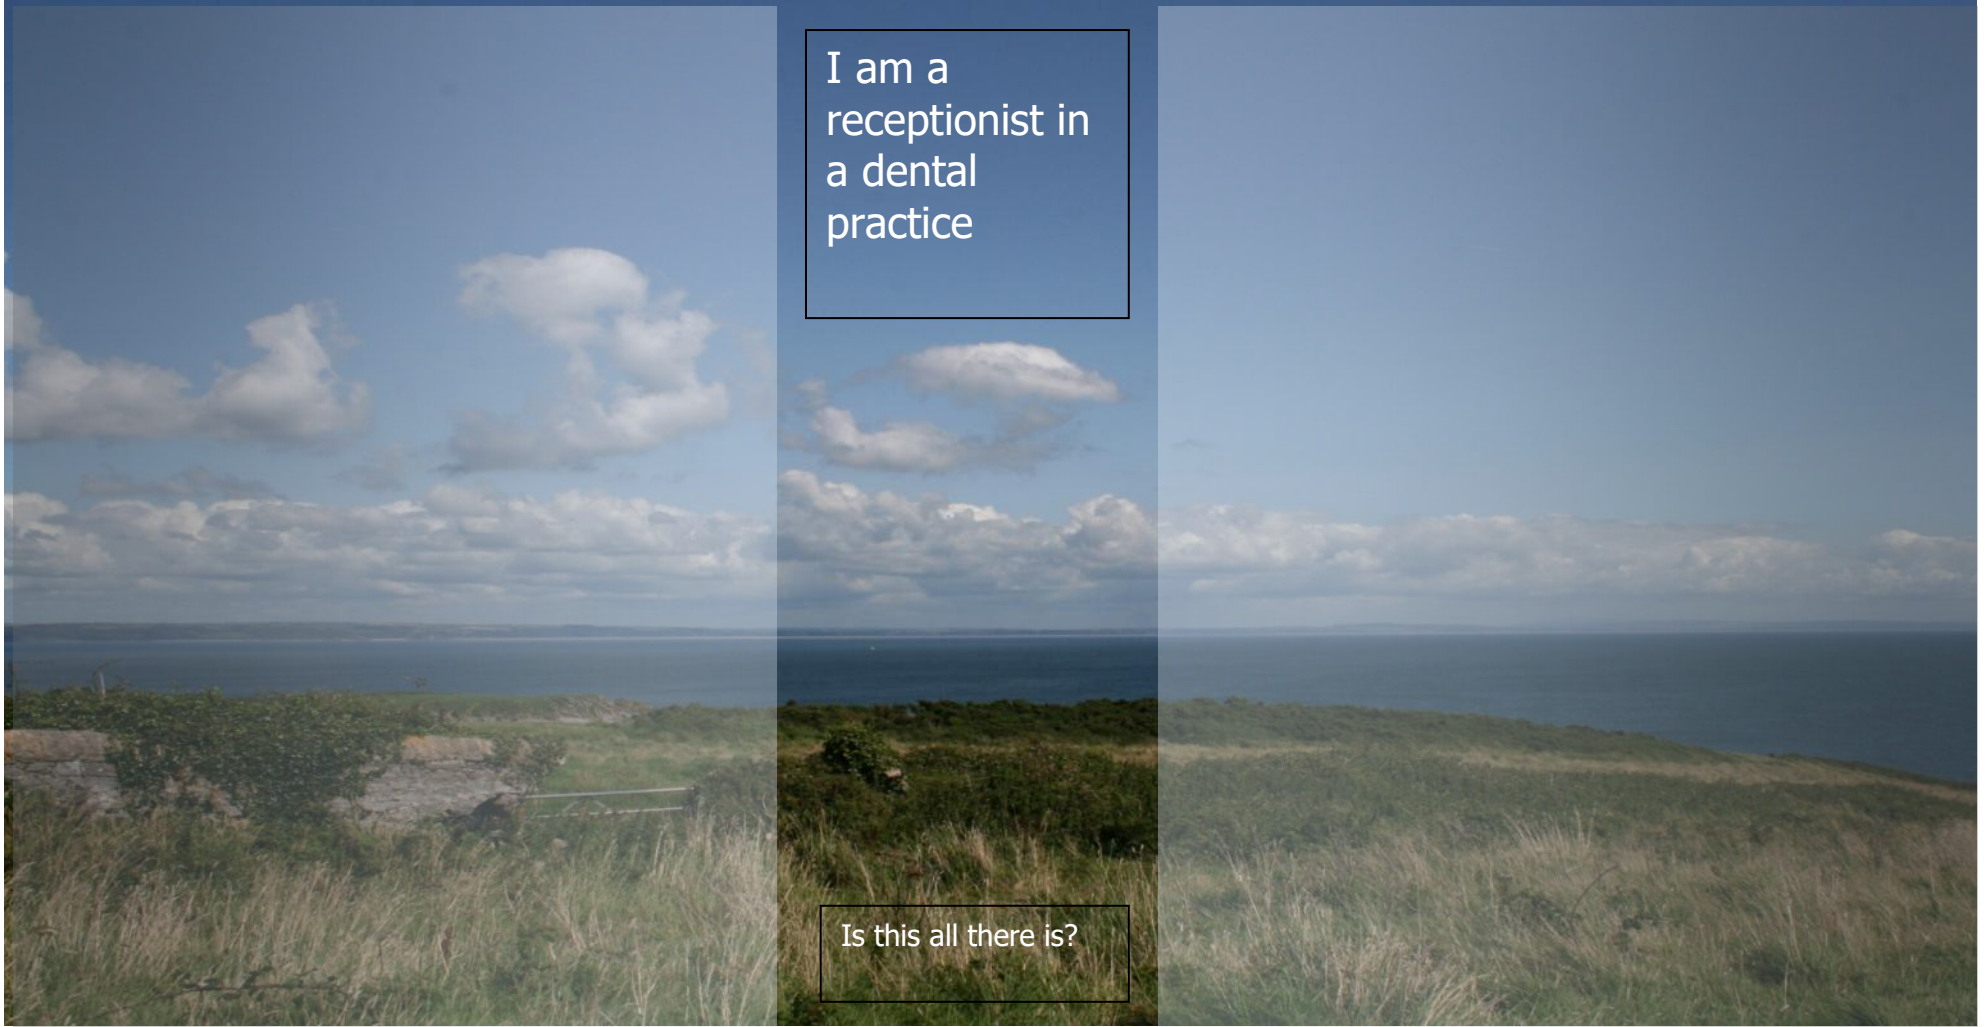 I am a
receptionist in
a dental
practice
Is this all there is?